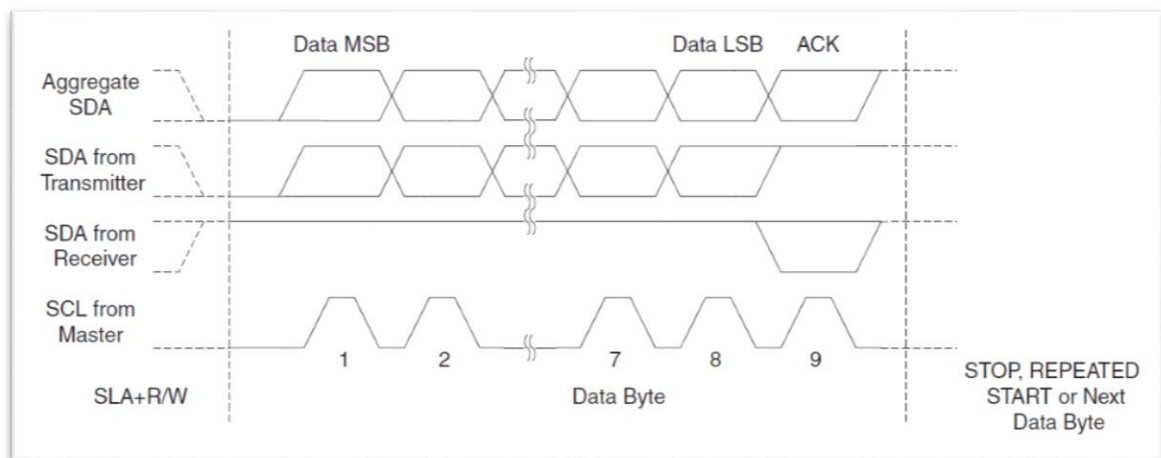 Data MSB
Data LSB
ACK
Aggregate
SDA
SDA from
Transmitter
SDA from
Receiver
SCL from
Master
1
2
7
8
9
SLA+R/W
Data Byte
STOP, REPEATED
START or Next
Data Byte